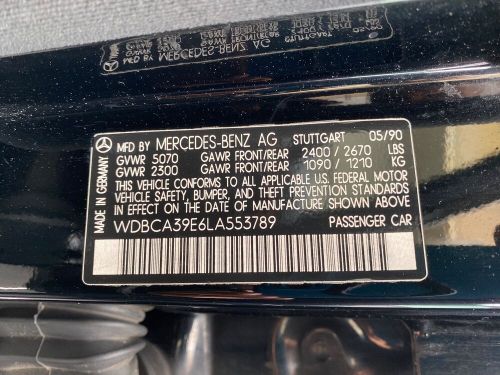 MADE IN GERMANY
MFD BY MERCEDES-BENZ AG STUTTGART 05/90
GVWR 5070 GAWR FRONT/REAR 2400 / 2670 LBS
GVWR 2300 GAWR FRONT/REAR 1090 / 1210 KG
THIS VEHICLE CONFORMS TO ALL APPLICABLE U.S. FEDERAL MOTOR
VEHICLE SAFETY, BUMPER, AND THEFT PREVENTION STANDARDS
IN EFFECT ON THE DATE OF MANUFACTURE SHOWN ABOVE
WDBCA39E6LA553789 PASSENGER CAR